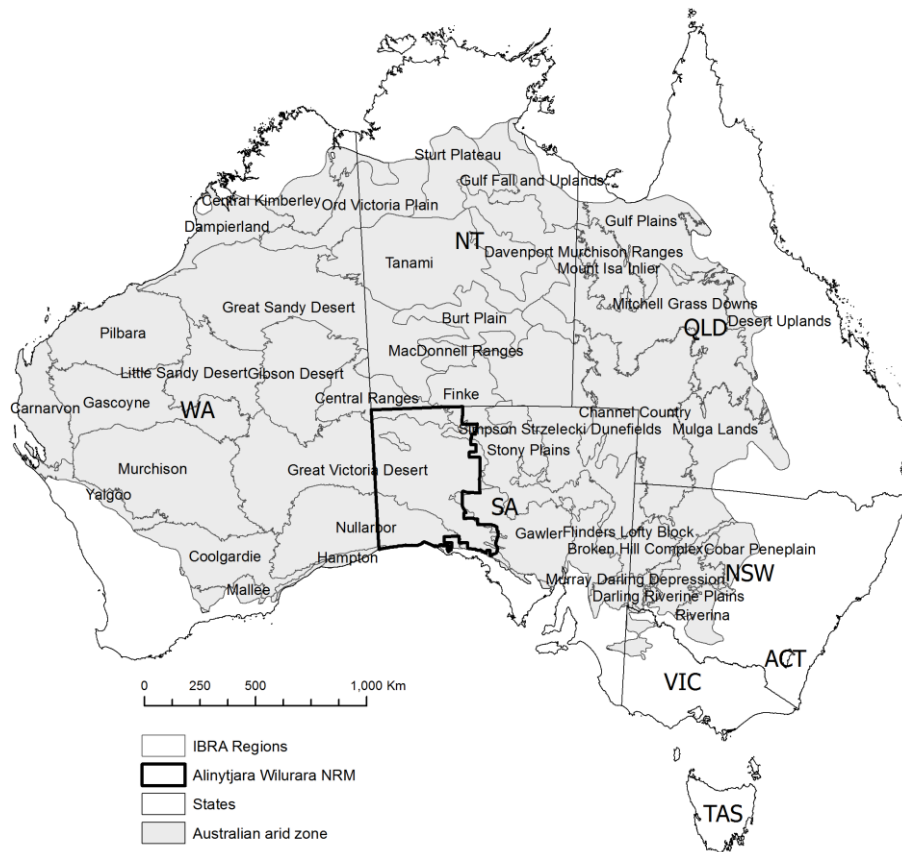 Sturt Plateau
Gulf Fall and Uplands
Central Kimberley
Ord Victoria Plain
Gulf Plains
Dampierland
NT
Davenport Murchison Ranges
Tanami
Mount Isa Inlier
Great Sandy Desert
Mitchell Grass Downs
Burt Plain
QLD
Desert Uplands
Pilbara
MacDonnell Ranges
Little Sandy Desert
Gibson Desert
Central Ranges
Finke
Carnarvon
Gascoyne
WA
Channel Country
Simpson Strzelecki Dunefields
Mulga Lands
Stony Plains
Murchison
Great Victoria Desert
Yalgoo
SA
Nullarbor
Gawler
Flinders Lofty Block
Broken Hill Complex
Cobar Peneplain
Coolgardie
Hampton
NSW
Mallee
Murray Darling Depression
Darling Riverine Plains
Riverina
ACT
VIC
0 250 500 1,000 Km
IBRA Regions
Alinytjara Wilurara NRM
States
Australian arid zone
TAS